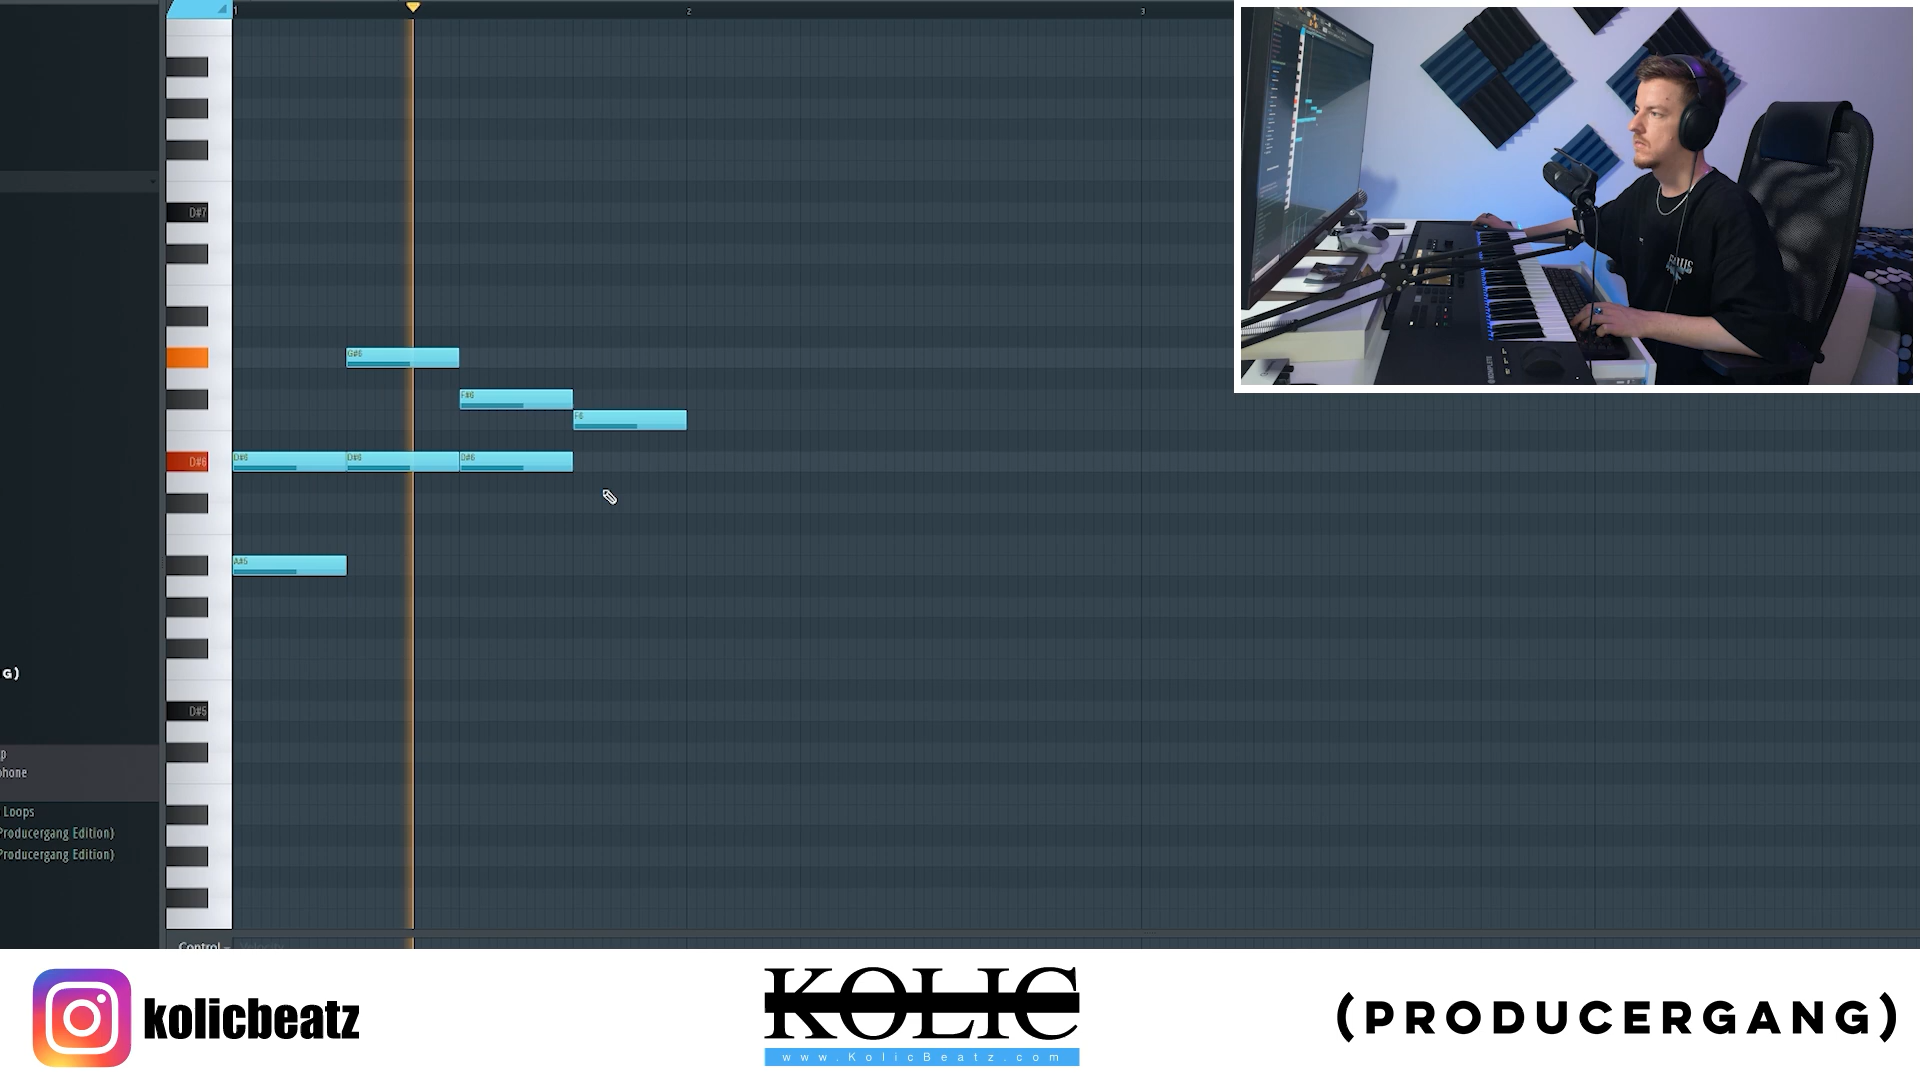 1
2
3
D#7
G#6
F#6
F6
D#6
D#6
D#6
D#6
A#5
D#5
G)
p
phone
Loops
Producergang Edition)
Producergang Edition)
Control
Velocity
kolicbeatz
KOLIC
www.KolicBeatz.com
(PRODUCERGANG)